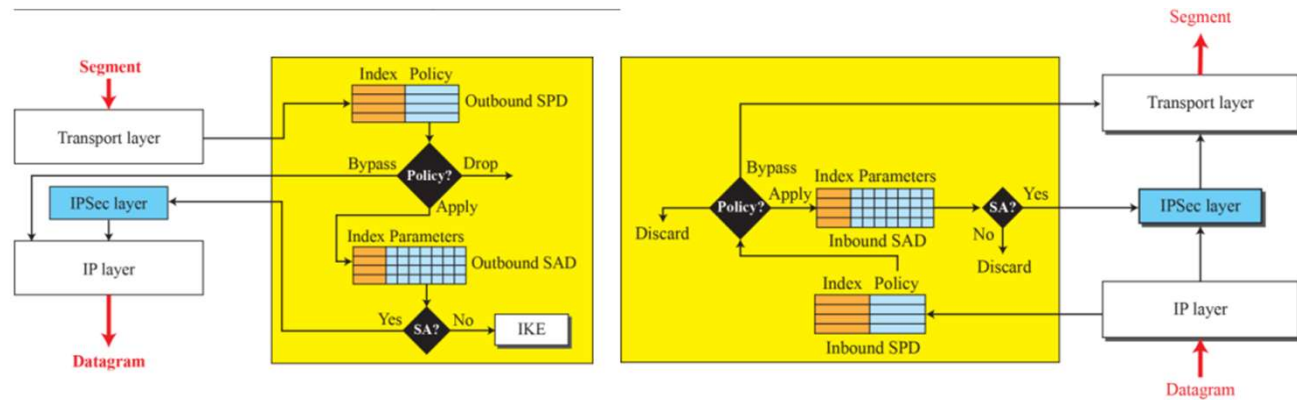 Segment
Transport layer
IPSec layer
IP layer
Datagram
Index Policy
Outbound SPD
Bypass
Policy?
Drop
Apply
Index Parameters
Outbound SAD
Yes
SA?
No
IKE
Segment
Transport layer
Bypass
Index Parameters
Policy?
Apply
SA?
Yes
IPSec layer
Discard
Inbound SAD
No
Discard
Index Policy
IP layer
Inbound SPD
Datagram